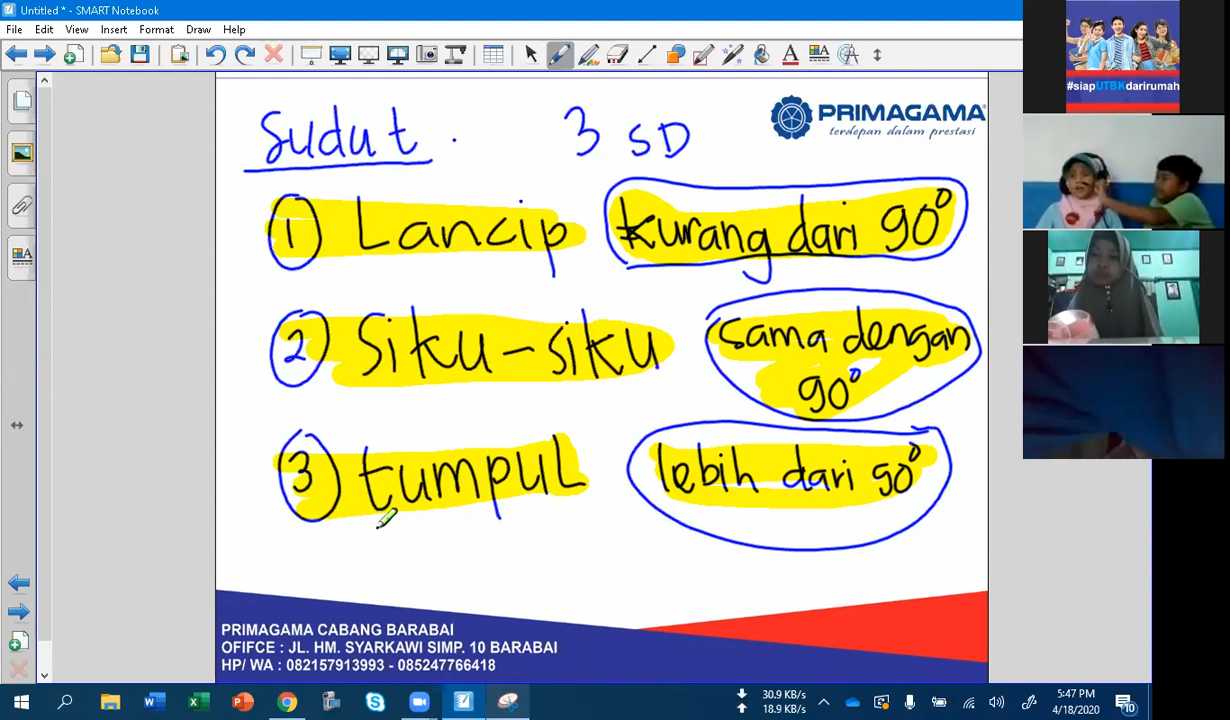 Untitled * - SMART Notebook
File Edit View Insert Format Draw Help
#siapUTBKdarirumah
PRIMAGAMA
terdepan dalam prestasi
Sudut. 3 SD
1 Lancip kurang dari 90°
2 Siku-siku sama dengan
90°
3 tumpul lebih dari 90°
PRIMAGAMA CABANG BARABAI
OFIFCE : JL. HM. SYARKAWI SIMP. 10 BARABAI
HP/ WA : 082157913993 - 085247766418
30.9 KB/s
18.9 KB/s
5:47 PM
4/18/2020
10